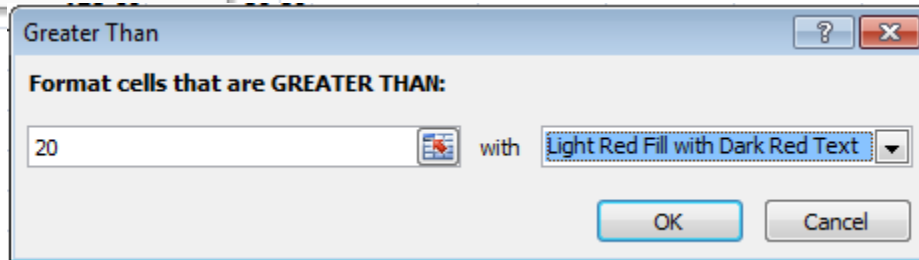 Greater Than
?
Format cells that are GREATER THAN:
20 with Light Red Fill with Dark Red Text
OK Cancel